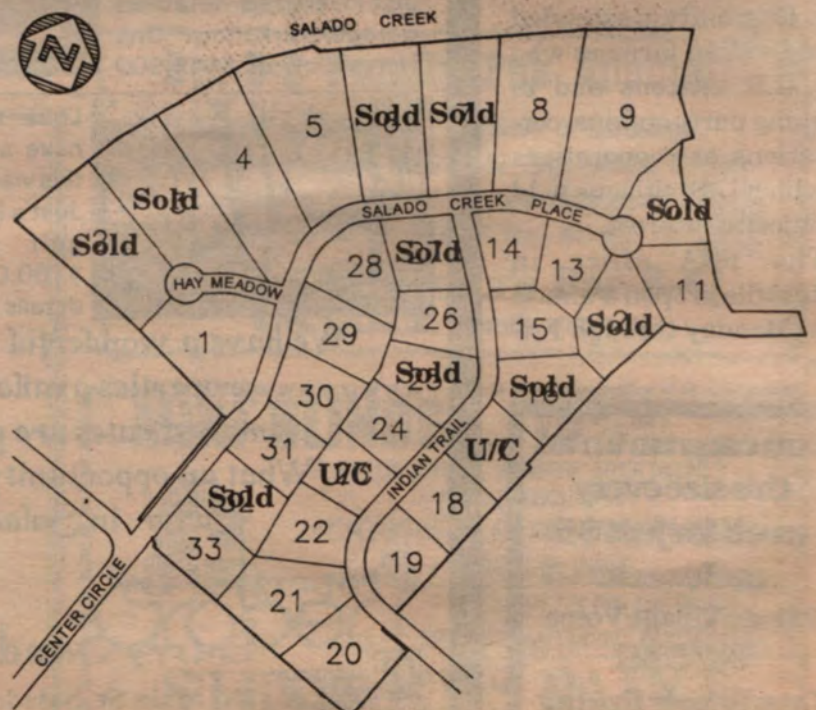 N
SALADO CREEK
5
Sold
Sold
8
9
4
Sold
Sold
Sold
SALADO CREEK PLACE
HAY MEADOW
28
Sold
14
13
11
1
29
26
15
Sold
30
Sold
Sold
24
31
U/C
INDIAN TRAIL
U/C
Sold
18
33
22
19
21
20
CENTER CIRCLE